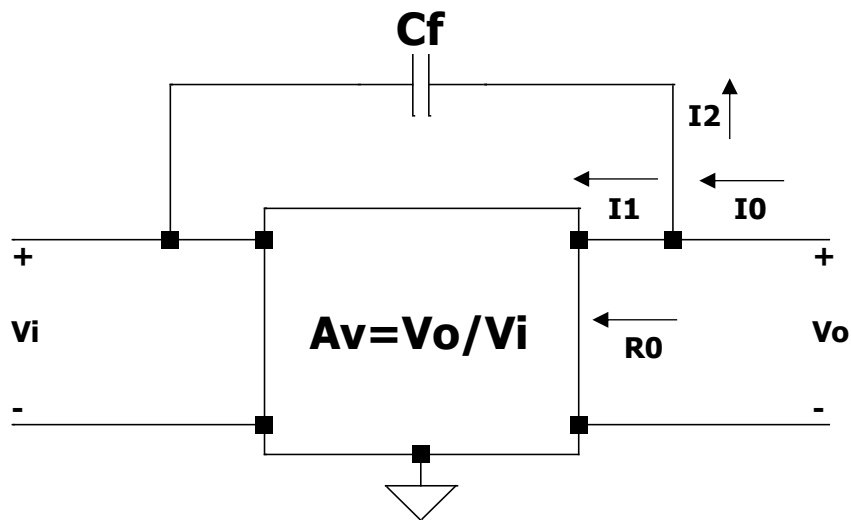 Cf
I2
I1
I0
+
+
Vi
Av=Vo/Vi
R0
Vo
-
-